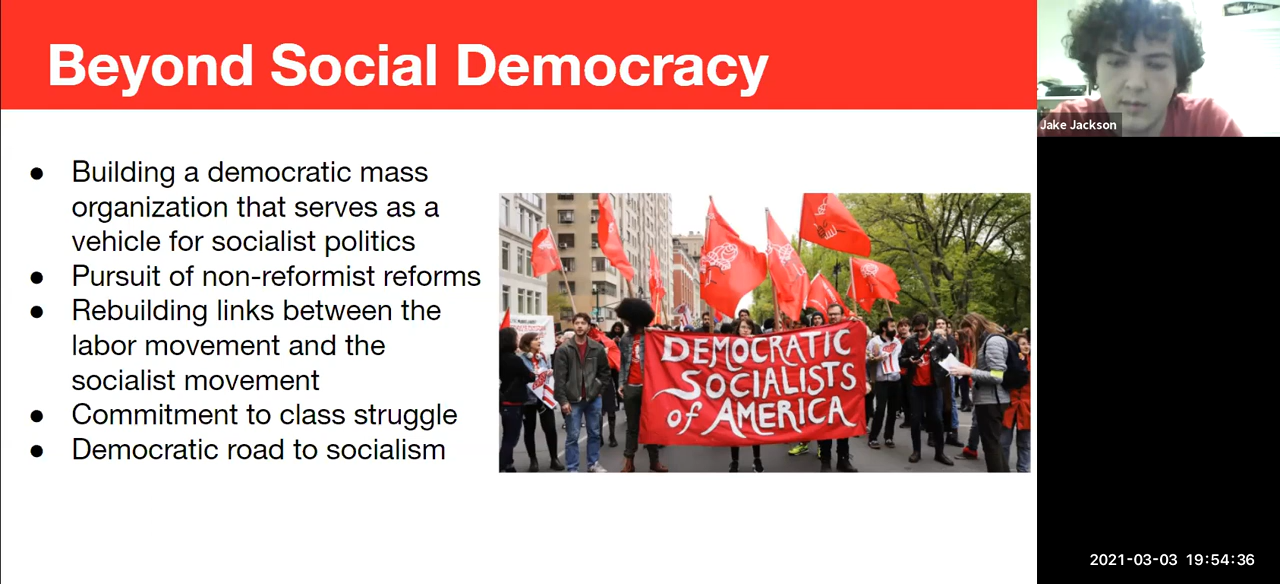 Beyond Social Democracy
● Building a democratic mass
organization that serves as a
vehicle for socialist politics
● Pursuit of non-reformist reforms
● Rebuilding links between the
labor movement and the
socialist movement
● Commitment to class struggle
● Democratic road to socialism
DEMOCRATIC
SOCIALISTS
of AMERICA
Jake Jackson
2021-03-03 19:54:36